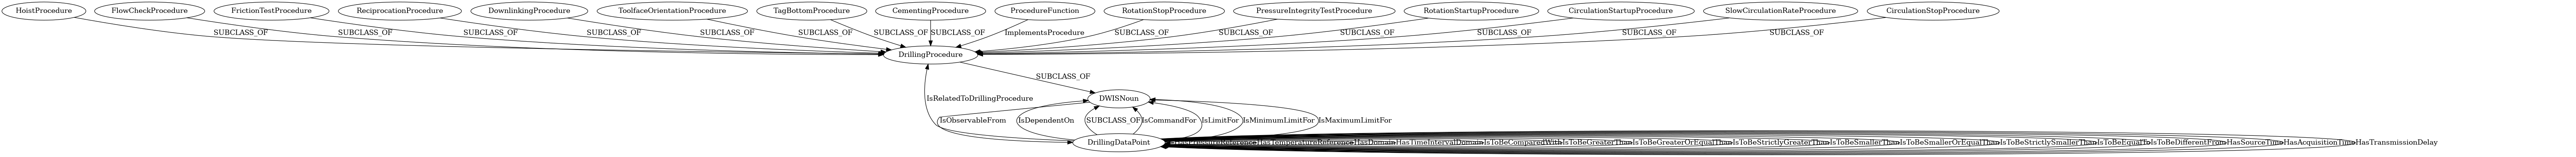 HoistProcedure
FlowCheckProcedure
FrictionTestProcedure
ReciprocationProcedure
DownlinkingProcedure
ToolfaceOrientationProcedure
TagBottomProcedure
CementingProcedure
ProcedureFunction
RotationStopProcedure
PressureIntegrityTestProcedure
RotationStartupProcedure
CirculationStartupProcedure
SlowCirculationRateProcedure
CirculationStopProcedure
SUBCLASS_OF
SUBCLASS_OF
SUBCLASS_OF
SUBCLASS_OF
SUBCLASS_OF
SUBCLASS_OF
SUBCLASS_OF
SUBCLASS_OF
ImplementsProcedure
SUBCLASS_OF
SUBCLASS_OF
SUBCLASS_OF
SUBCLASS_OF
SUBCLASS_OF
SUBCLASS_OF
DrillingProcedure
SUBCLASS_OF
IsRelatedToDrillingProcedure
DWISNoun
IsObservableFrom
IsDependentOn
SUBCLASS_OF
IsCommandFor
IsLimitFor
IsMinimumLimitFor
IsMaximumLimitFor
DrillingDataPoint
HasPressureReference
HasTemperatureReference
HasDomain
HasTimeIntervalDomain
IsToBeComparedWith
IsToBeGreaterThan
IsToBeGreaterOrEqualThan
IsToBeStrictlyGreaterThan
IsToBeSmallerThan
IsToBeSmallerOrEqualThan
IsToBeStrictlySmallerThan
IsToBeEqualTo
IsToBeDifferentFrom
HasSourceTime
HasAcquisitionTime
HasTransmissionDelay